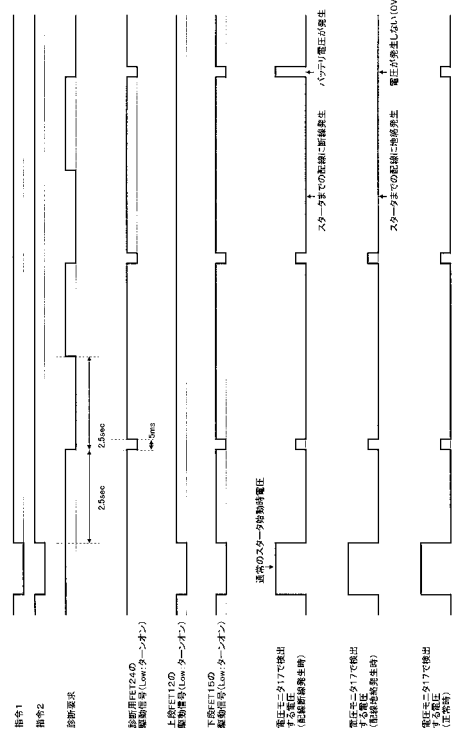 指令1
指令2
診断要求
2.5sec
2.5sec
5ms
診断用FET24の
駆動信号(Low:ターンオン)
上段FET12の
駆動信号(Low:ターンオン)
下段FET15の
駆動信号(Low:ターンオン)
通常のスタータ始動時電圧
電圧モニタ17で検出
する電圧
(配線断線発生時)
スタータまでの配線に断線発生
バッテリ電圧が発生
電圧モニタ17で検出
する電圧
(配線地絡発生時)
スタータまでの配線に地絡発生
電圧が発生しない(0V
電圧モニタ17で検出
する電圧
(正常時)